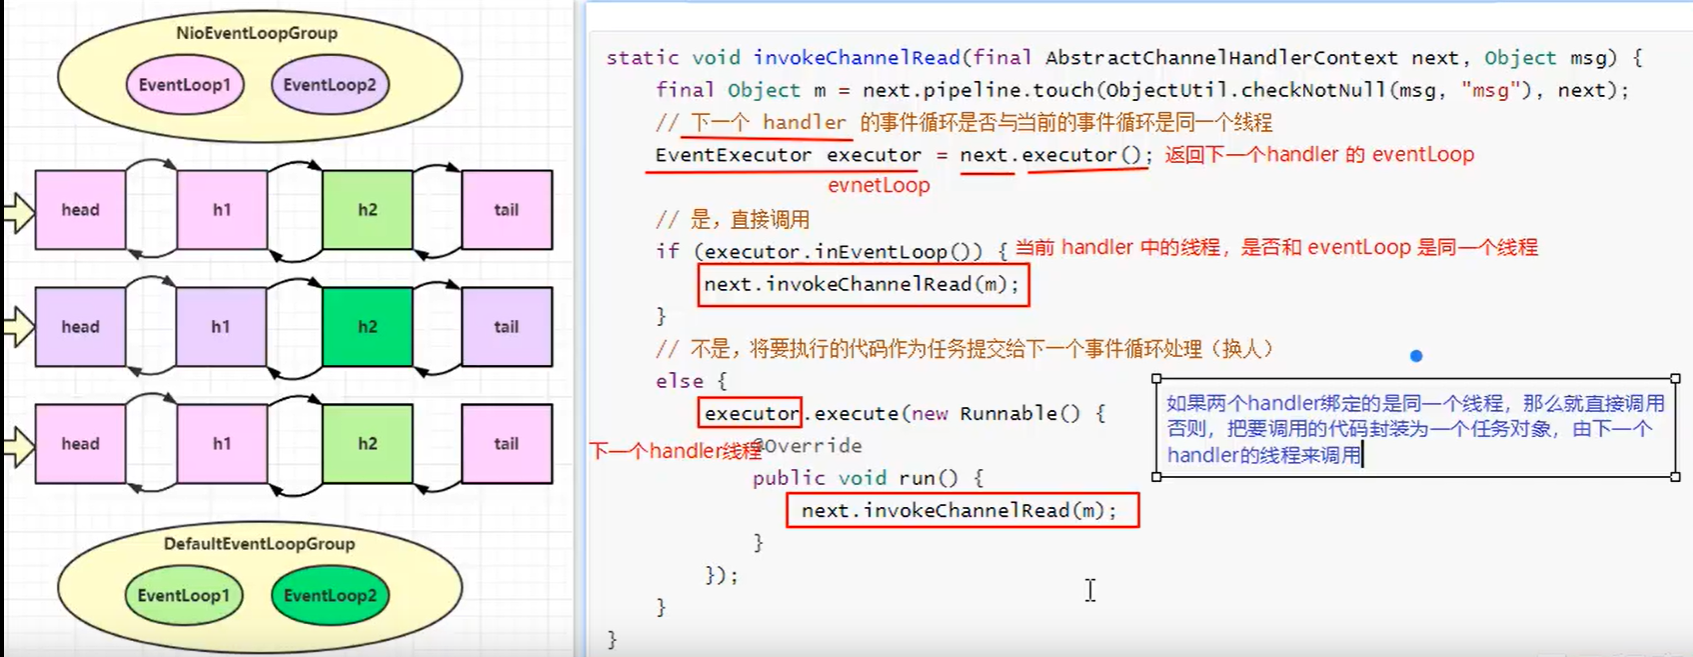 NioEventLoopGroup
EventLoop1 EventLoop2
head h1 h2 tail
head h1 h2 tail
head h1 h2 tail
DefaultEventLoopGroup
EventLoop1 EventLoop2
static void invokeChannelRead(final AbstractChannelHandlerContext next, Object msg) {
final Object m = next.pipeline.touch(ObjectUtil.checkNotNull(msg, "msg"), next);
// 下一个 handler 的事件循环是否与当前的事件循环是同一个线程
EventExecutor executor = next.executor(); 返回下一个handler 的 eventLoop
evnetLoop
// 是，直接调用
if (executor.inEventLoop()) { 当前 handler 中的线程，是否和 eventLoop 是同一个线程
next.invokeChannelRead(m);
}
// 不是，将要执行的代码作为任务提交给下一个事件循环处理（换人）
else {
executor.execute(new Runnable() {
下一个handler线程
@Override
public void run() {
next.invokeChannelRead(m);
}
});
}
}
如果两个handler绑定的是同一个线程，那么就直接调用
否则，把要调用的代码封装为一个任务对象，由下一个
handler的线程来调用